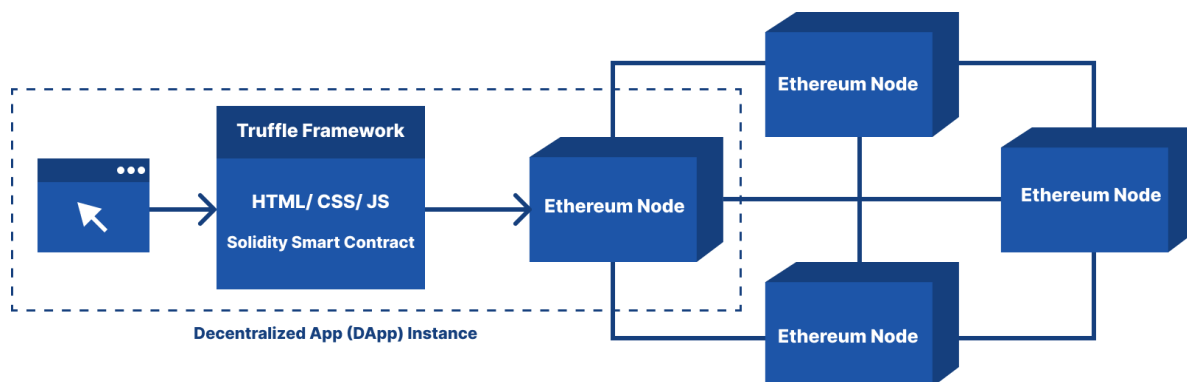 Ethereum Node
Truffle Framework
HTML/ CSS/ JS
Solidity Smart Contract
Ethereum Node
Ethereum Node
Ethereum Node
Decentralized App (DApp) Instance